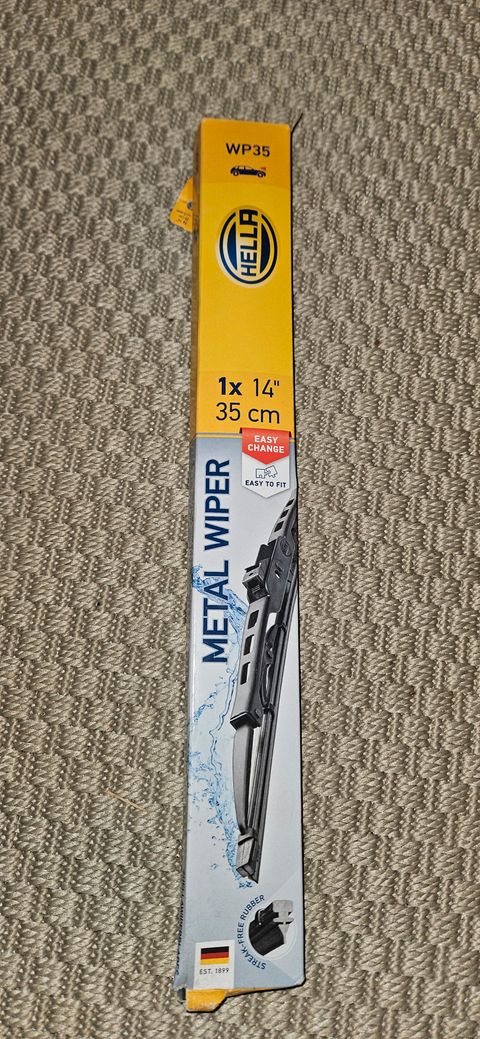 WP35
HELLA
1x 14"
35 cm
EASY
CHANGE
EASY TO FIT
METAL WIPER
STREAK-FREE RUBBER
EST. 1899